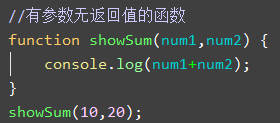 //有参数无返回值的函数
function showSum(num1,num2) {
    console.log(num1+num2);
}
showSum(10,20);